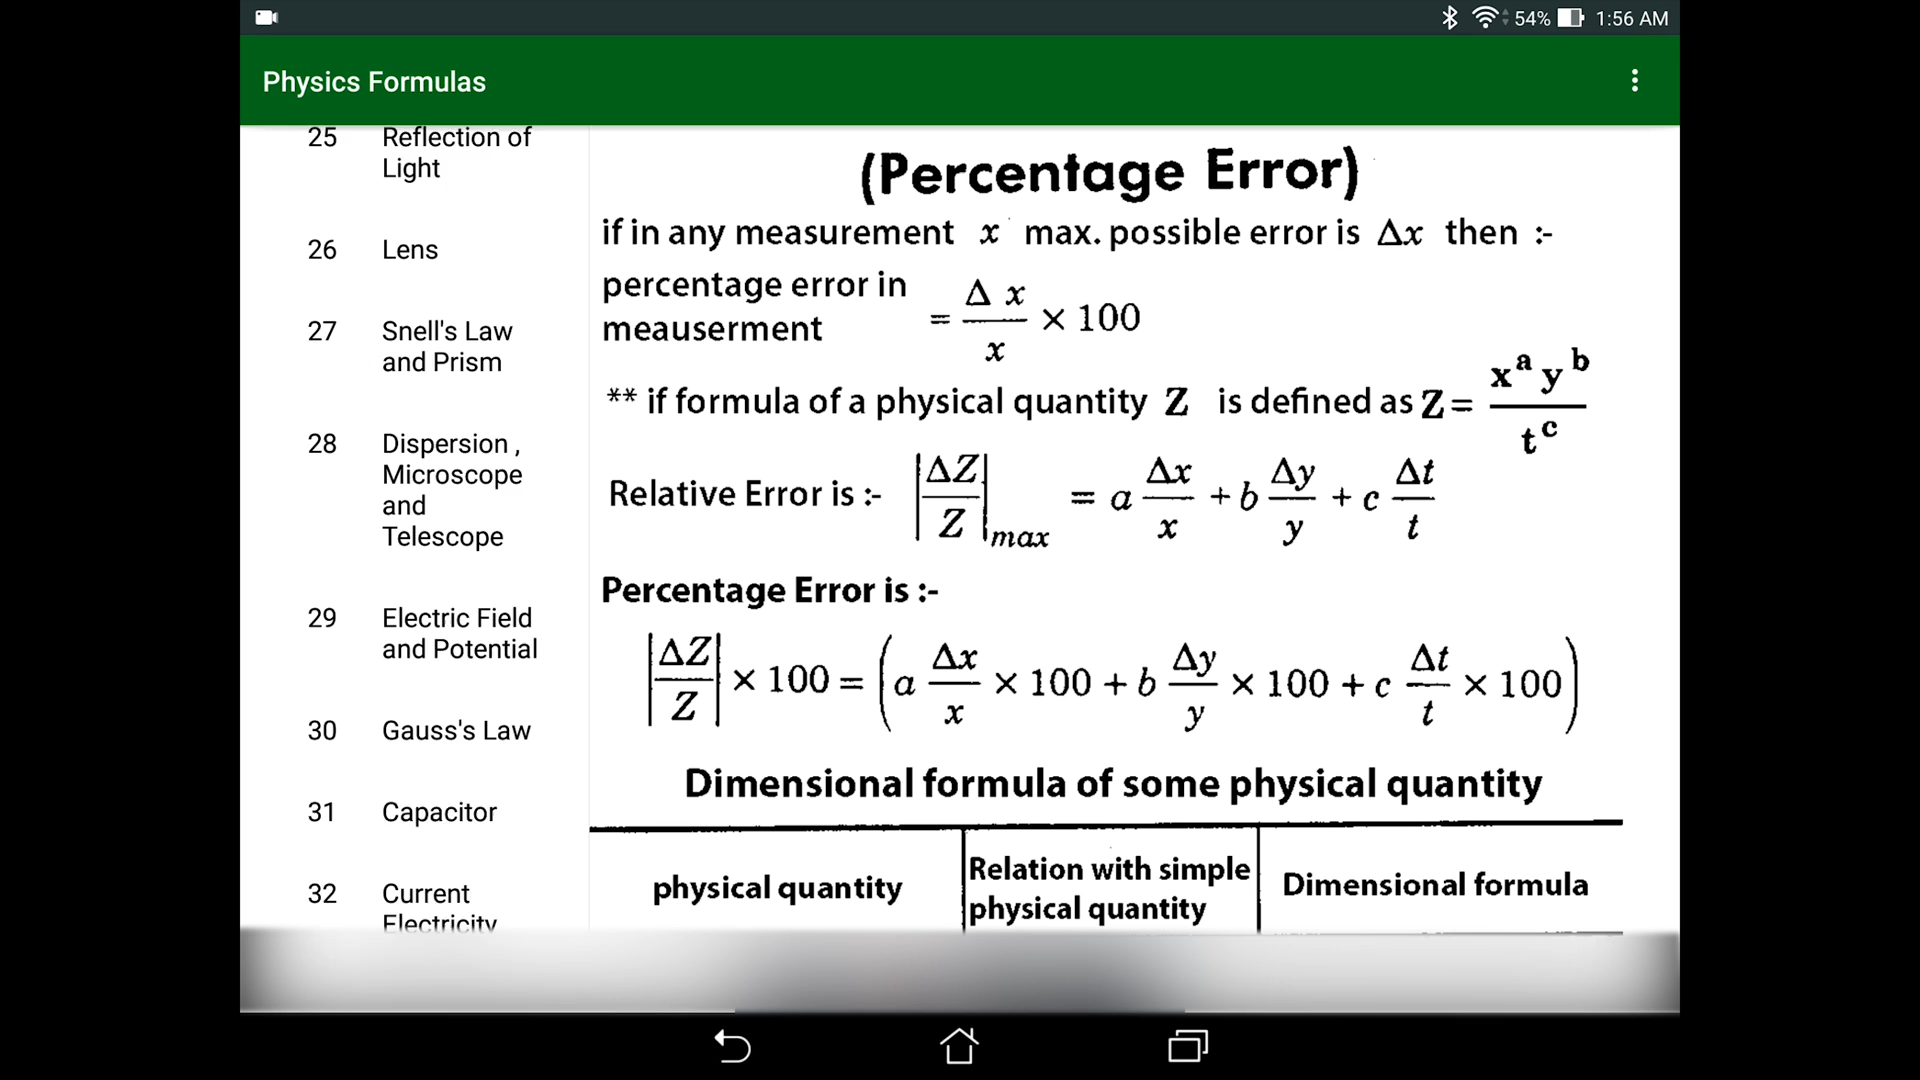 54% 1:56 AM
Physics Formulas
25 Reflection of
Light
26 Lens
27 Snell's Law
and Prism
28 Dispersion ,
Microscope
and
Telescope
29 Electric Field
and Potential
30 Gauss's Law
31 Capacitor
32 Current
Electricity
(Percentage Error)
if in any measurement x max. possible error is Δx then :-
percentage error in
meauserment = Δ x / x × 100
** if formula of a physical quantity Z is defined as Z = x^a y^b / t^c
Relative Error is :- |ΔZ / Z|max = a Δx / x + b Δy / y + c Δt / t
Percentage Error is :-
|ΔZ / Z| × 100 = (a Δx / x × 100 + b Δy / y × 100 + c Δt / t × 100)
Dimensional formula of some physical quantity
physical quantity
Relation with simple
physical quantity
Dimensional formula